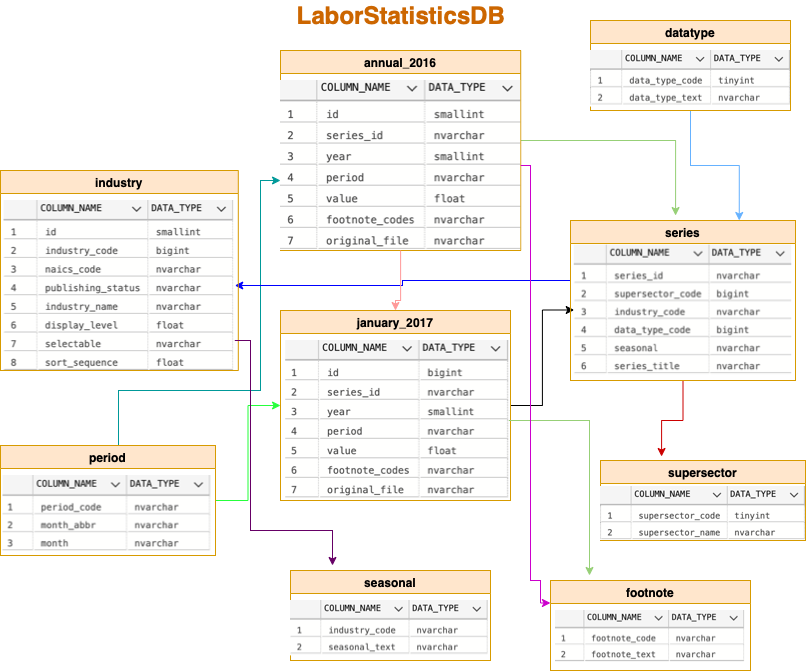 LaborStatisticsDB
annual_2016
COLUMN_NAME DATA_TYPE
1 id smallint
2 series_id nvarchar
3 year smallint
4 period nvarchar
5 value float
6 footnote_codes nvarchar
7 original_file nvarchar
datatype
COLUMN_NAME DATA_TYPE
1 data_type_code tinyint
2 data_type_text nvarchar
industry
COLUMN_NAME DATA_TYPE
1 id smallint
2 industry_code bigint
3 naics_code nvarchar
4 publishing_status nvarchar
5 industry_name nvarchar
6 display_level float
7 selectable nvarchar
8 sort_sequence float
series
COLUMN_NAME DATA_TYPE
1 series_id nvarchar
2 supersector_code bigint
3 industry_code nvarchar
4 data_type_code bigint
5 seasonal nvarchar
6 series_title nvarchar
january_2017
COLUMN_NAME DATA_TYPE
1 id bigint
2 series_id nvarchar
3 year smallint
4 period nvarchar
5 value float
6 footnote_codes nvarchar
7 original_file nvarchar
period
COLUMN_NAME DATA_TYPE
1 period_code nvarchar
2 month_abbr nvarchar
3 month nvarchar
supersector
COLUMN_NAME DATA_TYPE
1 supersector_code tinyint
2 supersector_name nvarchar
seasonal
COLUMN_NAME DATA_TYPE
1 industry_code nvarchar
2 seasonal_text nvarchar
footnote
COLUMN_NAME DATA_TYPE
1 footnote_code nvarchar
2 footnote_text nvarchar